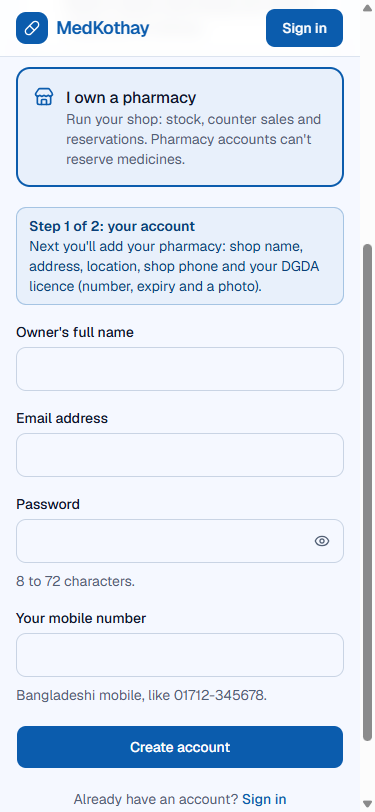 MedKothay
Sign in
I own a pharmacy
Run your shop: stock, counter sales and
reservations. Pharmacy accounts can't
reserve medicines.
Step 1 of 2: your account
Next you'll add your pharmacy: shop name,
address, location, shop phone and your DGDA
licence (number, expiry and a photo).
Owner's full name
Email address
Password
8 to 72 characters.
Your mobile number
Bangladeshi mobile, like 01712-345678.
Create account
Already have an account? Sign in